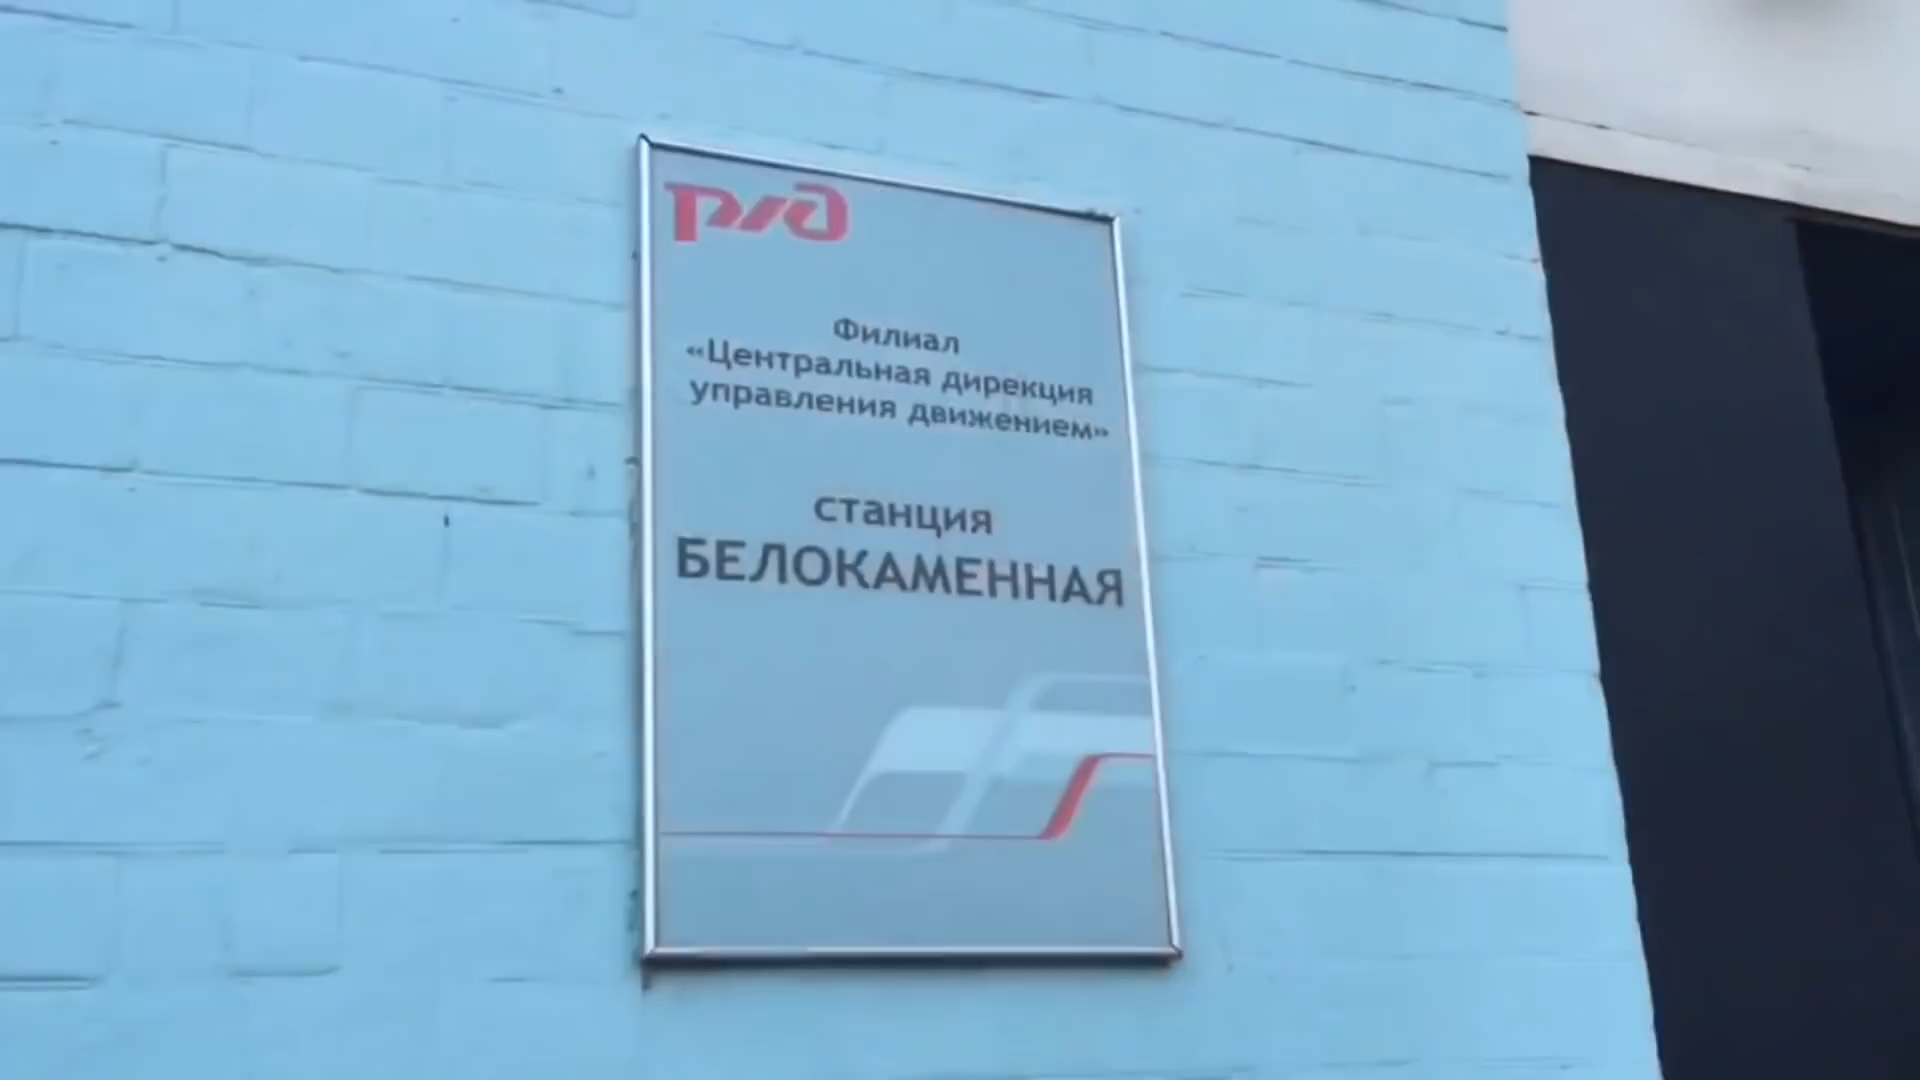 РЖД
Филиал
«Центральная дирекция
управления движением»
станция
БЕЛОКАМЕННАЯ